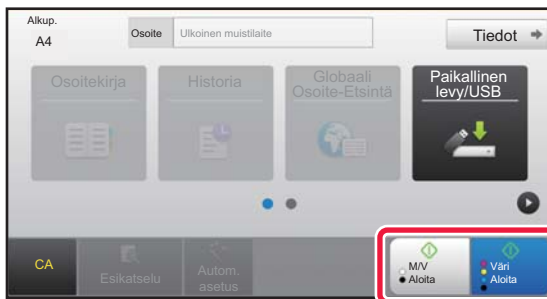 Alkup.
A4
Osoite
Ulkoinen muistilaite
Tiedot
Osoitekirja
Historia
Globaali
Osoite-Etsintä
Paikallinen
levy/USB
CA
Esikatselu
Autom.
asetus
M/V
Aloita
Väri
Aloita